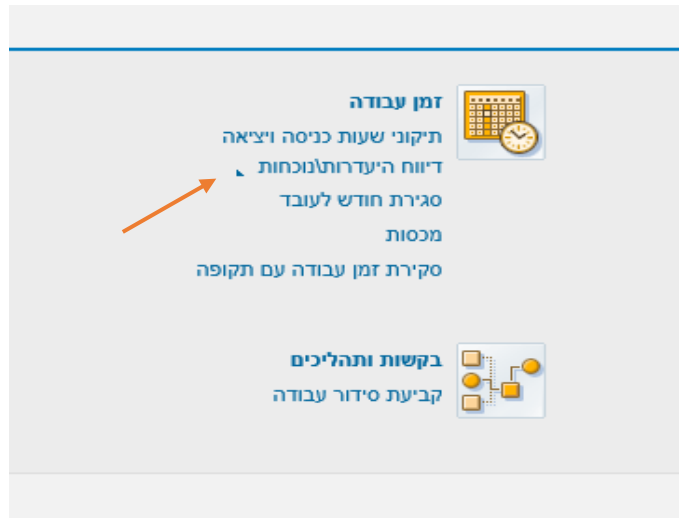 זמן עבודה
תיקוני שעות כניסה ויציאה
דיווח היעדרות\נוכחות
סגירת חודש לעובד
מכסות
סקירת זמן עבודה עם תקופה
בקשות ותהליכים
קביעת סידור עבודה